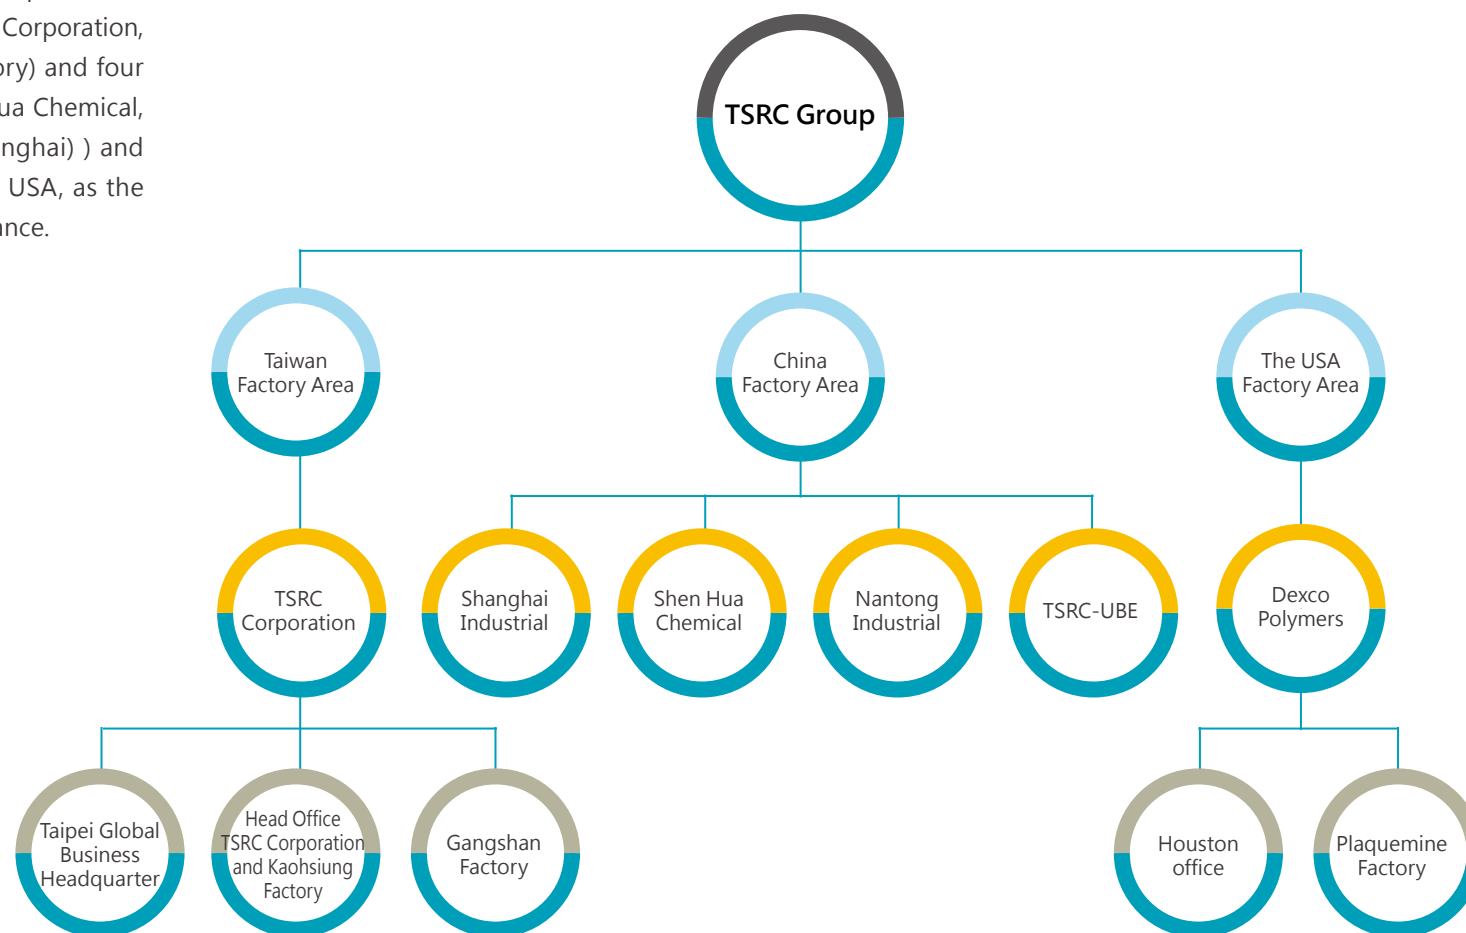 Corporation,
ory) and four
ua Chemical,
nghai) ) and
USA, as the
ance.
TSRC Group
Taiwan
Factory Area
China
Factory Area
The USA
Factory Area
TSRC
Corporation
Shanghai
Industrial
Shen Hua
Chemical
Nantong
Industrial
TSRC-UBE
Dexco
Polymers
Taipei Global
Business
Headquarter
Head Office
TSRC Corporation
and Kaohsiung
Factory
Gangshan
Factory
Houston
office
Plaquemine
Factory